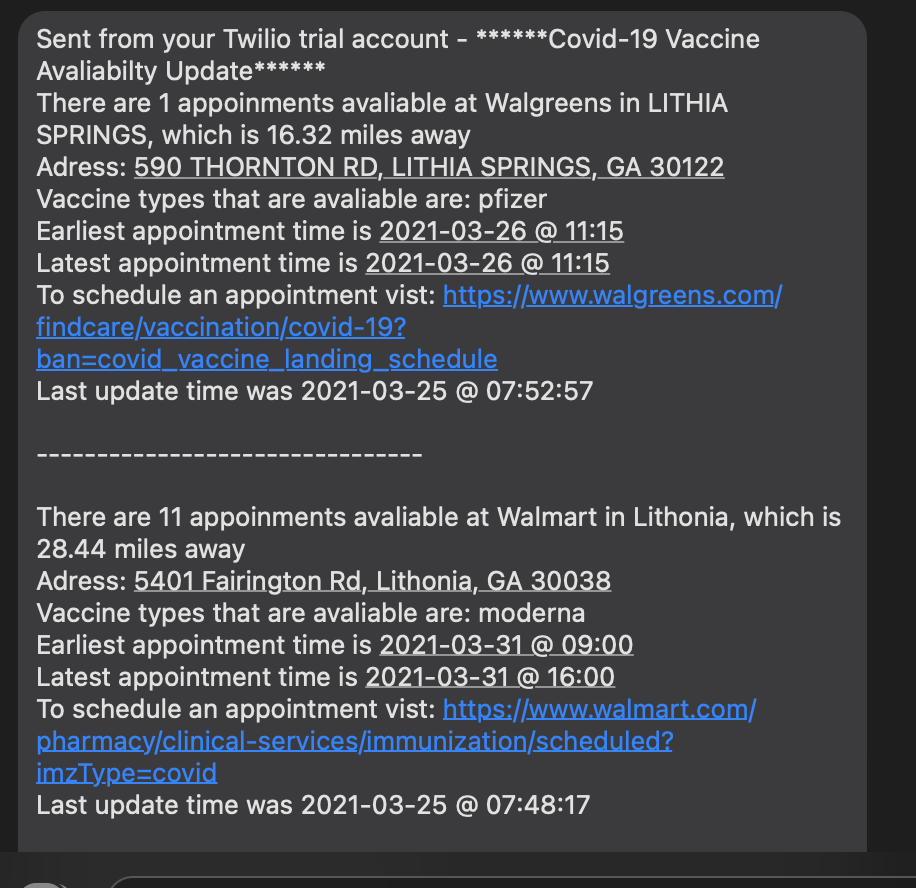 Sent from your Twilio trial account - ******Covid-19 Vaccine
Avaliabilty Update******
There are 1 appoinments avaliable at Walgreens in LITHIA
SPRINGS, which is 16.32 miles away
Adress: 590 THORNTON RD, LITHIA SPRINGS, GA 30122
Vaccine types that are avaliable are: pfizer
Earliest appointment time is 2021-03-26 @ 11:15
Latest appointment time is 2021-03-26 @ 11:15
To schedule an appointment vist: https://www.walgreens.com/
findcare/vaccination/covid-19?
ban=covid_vaccine_landing_schedule
Last update time was 2021-03-25 @ 07:52:57
--------------------------------
There are 11 appoinments avaliable at Walmart in Lithonia, which is
28.44 miles away
Adress: 5401 Fairington Rd, Lithonia, GA 30038
Vaccine types that are avaliable are: moderna
Earliest appointment time is 2021-03-31 @ 09:00
Latest appointment time is 2021-03-31 @ 16:00
To schedule an appointment vist: https://www.walmart.com/
pharmacy/clinical-services/immunization/scheduled?
imzType=covid
Last update time was 2021-03-25 @ 07:48:17